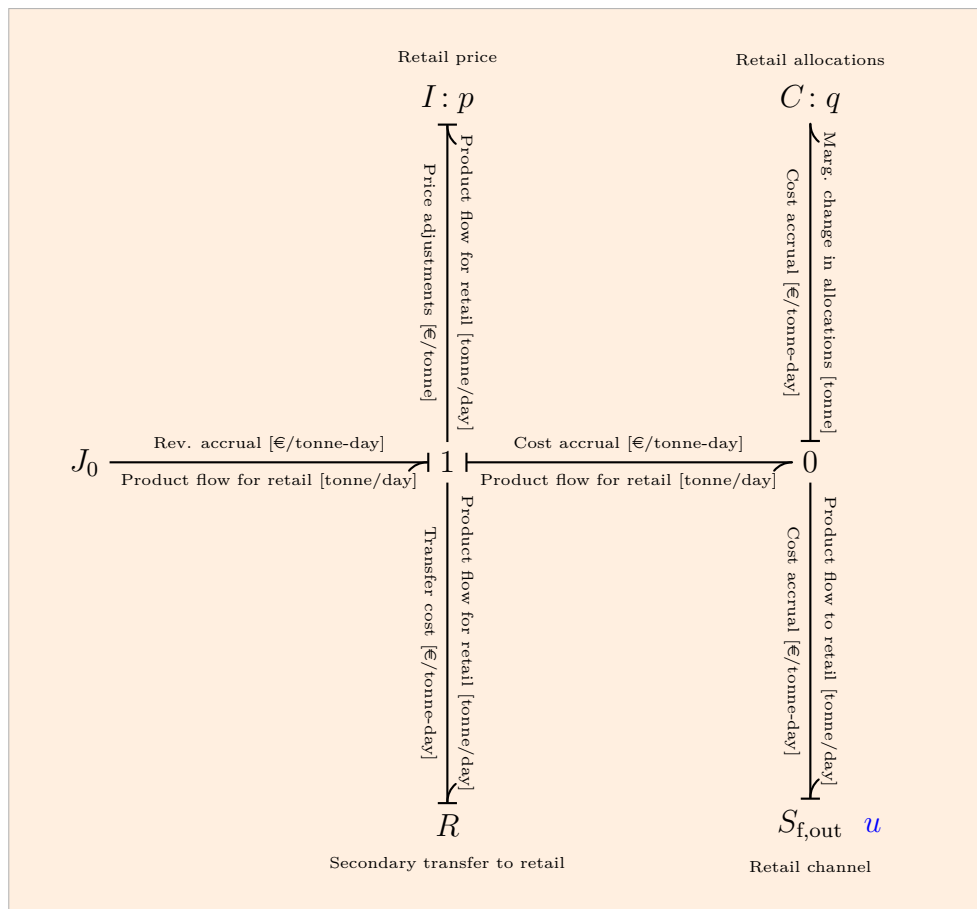 Retail price
Retail allocations
I : p
C : q
Price adjustments [€/tonne]
Product flow for retail [tonne/day]
Cost accrual [€/tonne-day]
Marg. change in allocations [tonne]
J0
Rev. accrual [€/tonne-day]
Product flow for retail [tonne/day]
1
Cost accrual [€/tonne-day]
Product flow for retail [tonne/day]
0
Transfer cost [€/tonne-day]
Product flow for retail [tonne/day]
Cost accrual [€/tonne-day]
Product flow to retail [tonne/day]
R
Sf,out u
Secondary transfer to retail
Retail channel